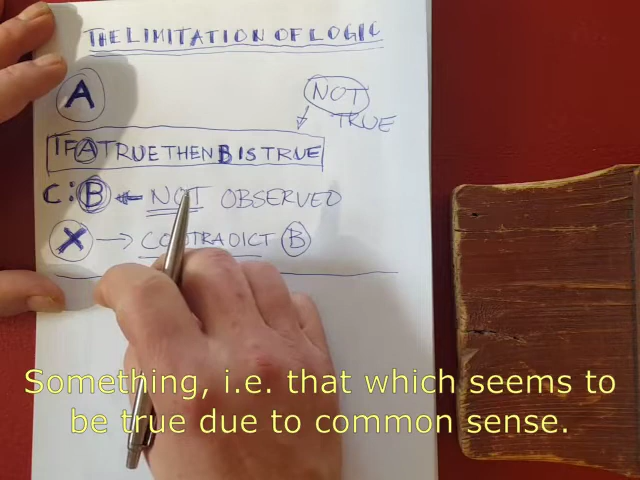 THE LIMITATION OF LOGIC
A
NOT
TRUE
IF A TRUE THEN B IS TRUE
C: B ← NOT OBSERVED
X → CONTRADICT B
Something, i.e. that which seems to
be true due to common sense.